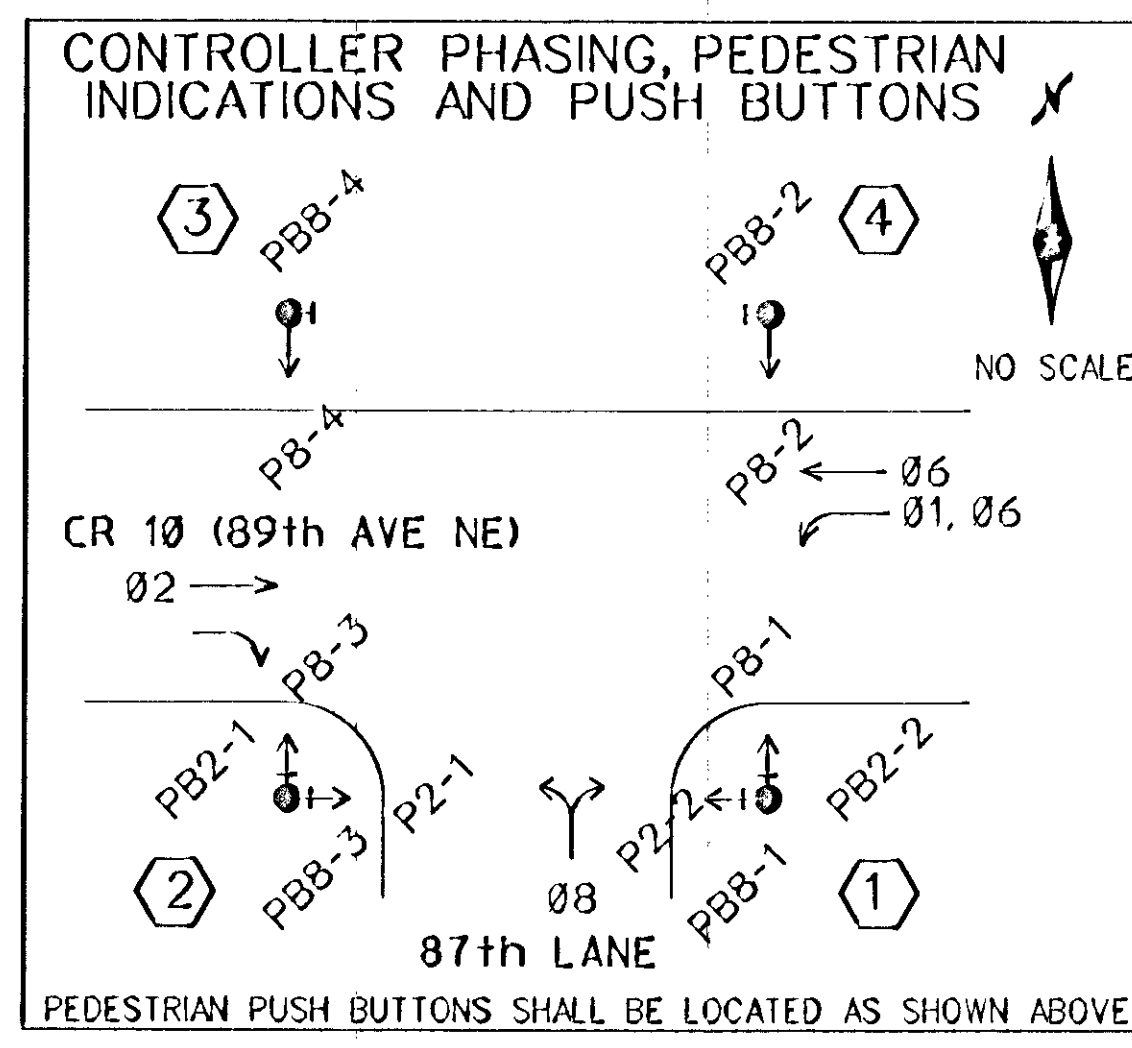 CONTROLLER PHASING, PEDESTRIAN
INDICATIONS AND PUSH BUTTONS
N
3
PB8-4
PB8-2
4
NO SCALE
P8-4
P8-2
Ø6
Ø1, Ø6
CR 1Ø (89th AVE NE)
Ø2
P8-3
P8-1
PB2-1
P2-1
P2-2
PB2-2
2
PB8-3
Ø8
PB8-1
1
87th LANE
PEDESTRIAN PUSH BUTTONS SHALL BE LOCATED AS SHOWN ABOVE